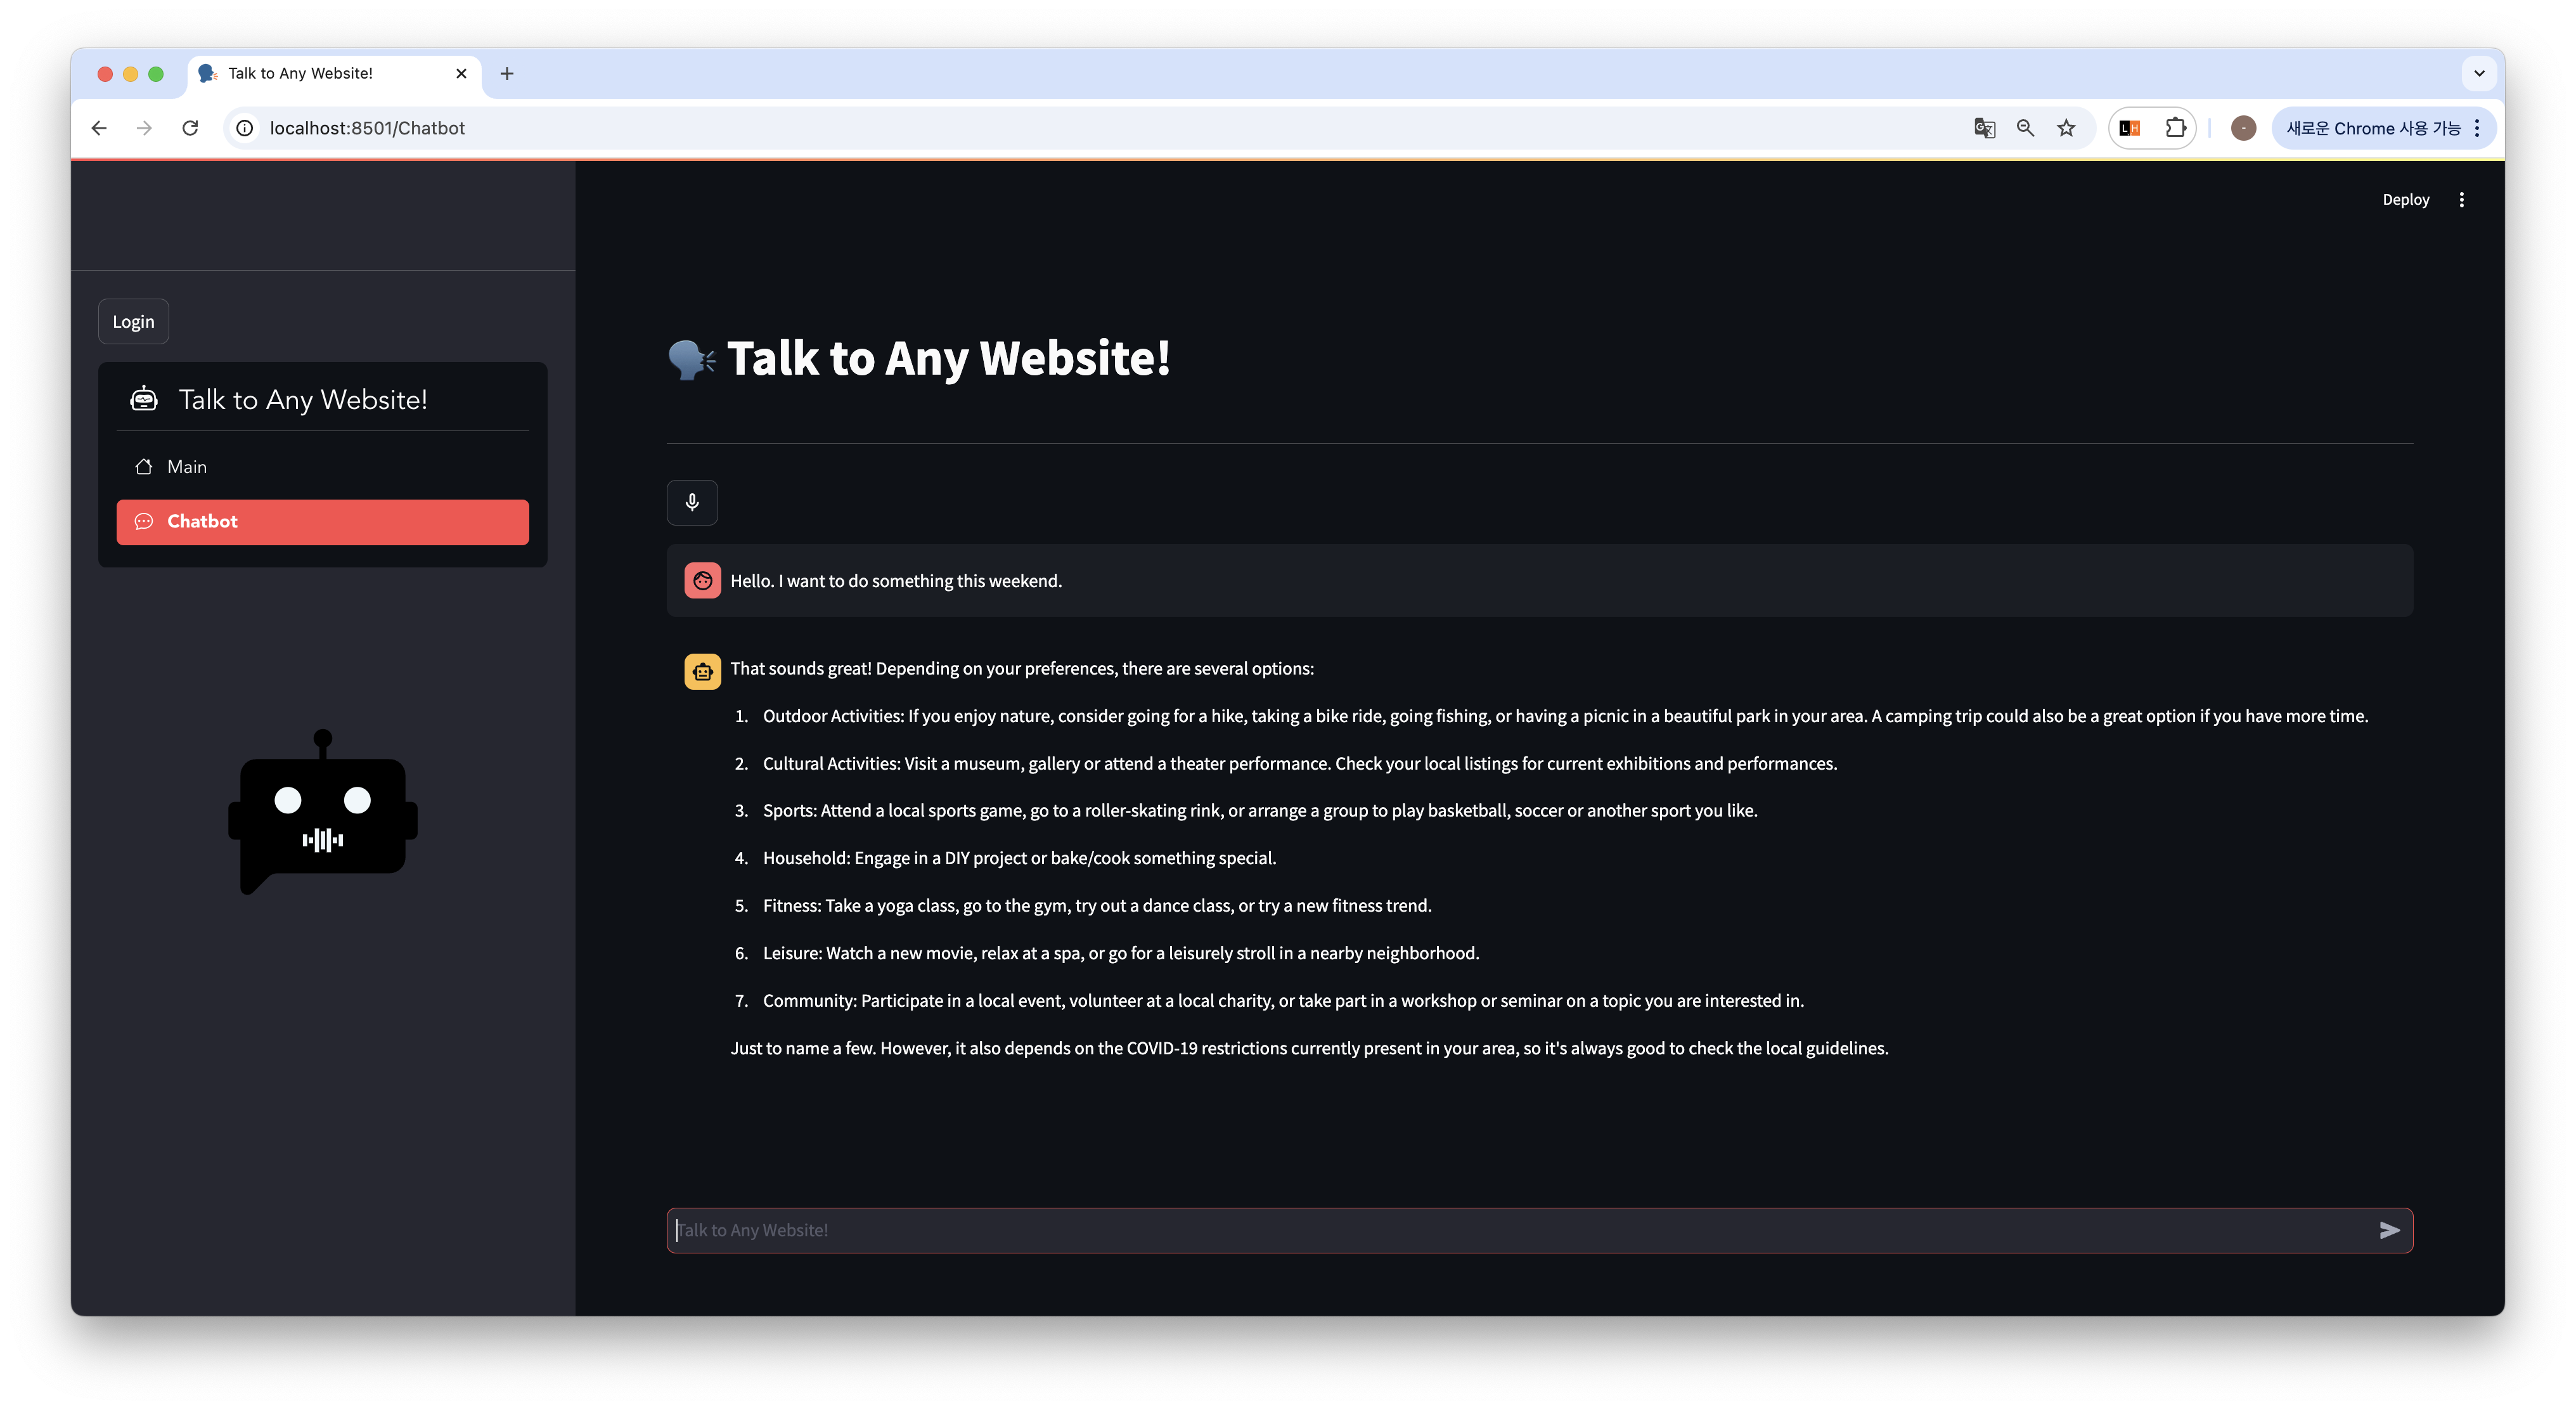 Talk to Any Website!
localhost:8501/Chatbot
새로운 Chrome 사용 가능
Deploy
Login
Talk to Any Website!
Main
Chatbot
Talk to Any Website!
Hello. I want to do something this weekend.
That sounds great! Depending on your preferences, there are several options:
1. Outdoor Activities: If you enjoy nature, consider going for a hike, taking a bike ride, going fishing, or having a picnic in a beautiful park in your area. A camping trip could also be a great option if you have more time.
2. Cultural Activities: Visit a museum, gallery or attend a theater performance. Check your local listings for current exhibitions and performances.
3. Sports: Attend a local sports game, go to a roller-skating rink, or arrange a group to play basketball, soccer or another sport you like.
4. Household: Engage in a DIY project or bake/cook something special.
5. Fitness: Take a yoga class, go to the gym, try out a dance class, or try a new fitness trend.
6. Leisure: Watch a new movie, relax at a spa, or go for a leisurely stroll in a nearby neighborhood.
7. Community: Participate in a local event, volunteer at a local charity, or take part in a workshop or seminar on a topic you are interested in.
Just to name a few. However, it also depends on the COVID-19 restrictions currently present in your area, so it's always good to check the local guidelines.
Talk to Any Website!